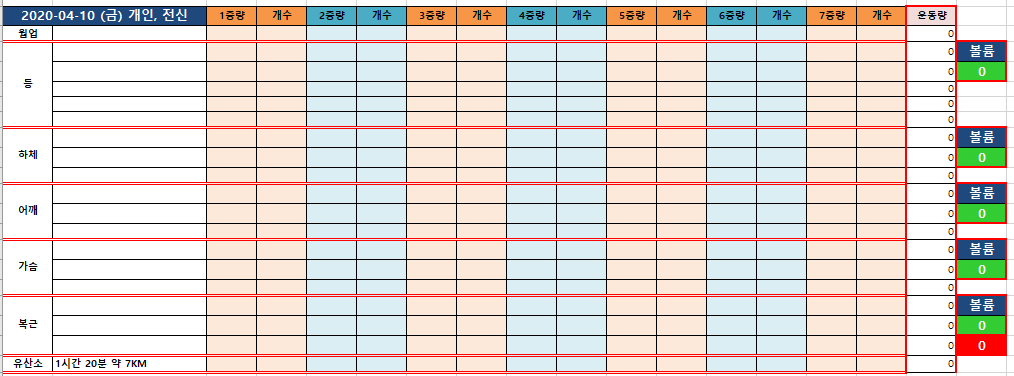 2020-04-10 (금) 개인, 전신 1중량 개수 2중량 개수 3중량 개수 4중량 개수 5중량 개수 6중량 개수 7중량 개수 운동량
웜업 0
0 볼륨
등 0 0
0
0
0
0 볼륨
하체 0 0
0
0 볼륨
어깨 0 0
0
0 볼륨
가슴 0 0
0
0 볼륨
복근 0 0
0 0
유산소 1시간 20분 약 7KM 0